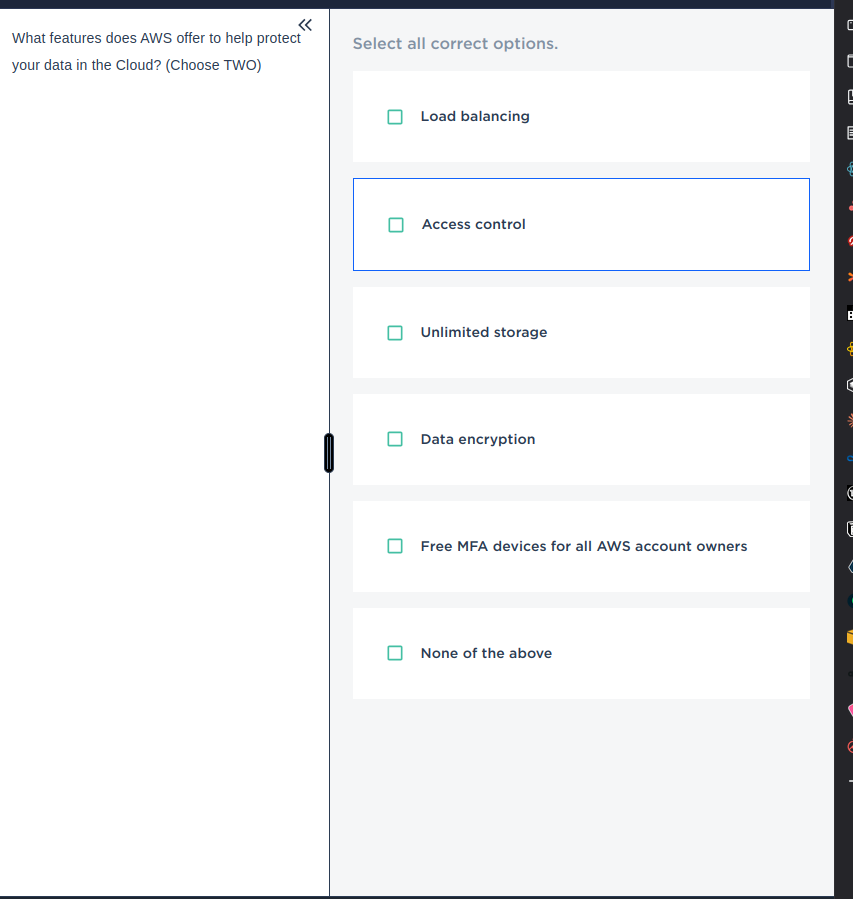 What features does AWS offer to help protect
your data in the Cloud? (Choose TWO)
Select all correct options.
Load balancing
Access control
Unlimited storage
Data encryption
Free MFA devices for all AWS account owners
None of the above